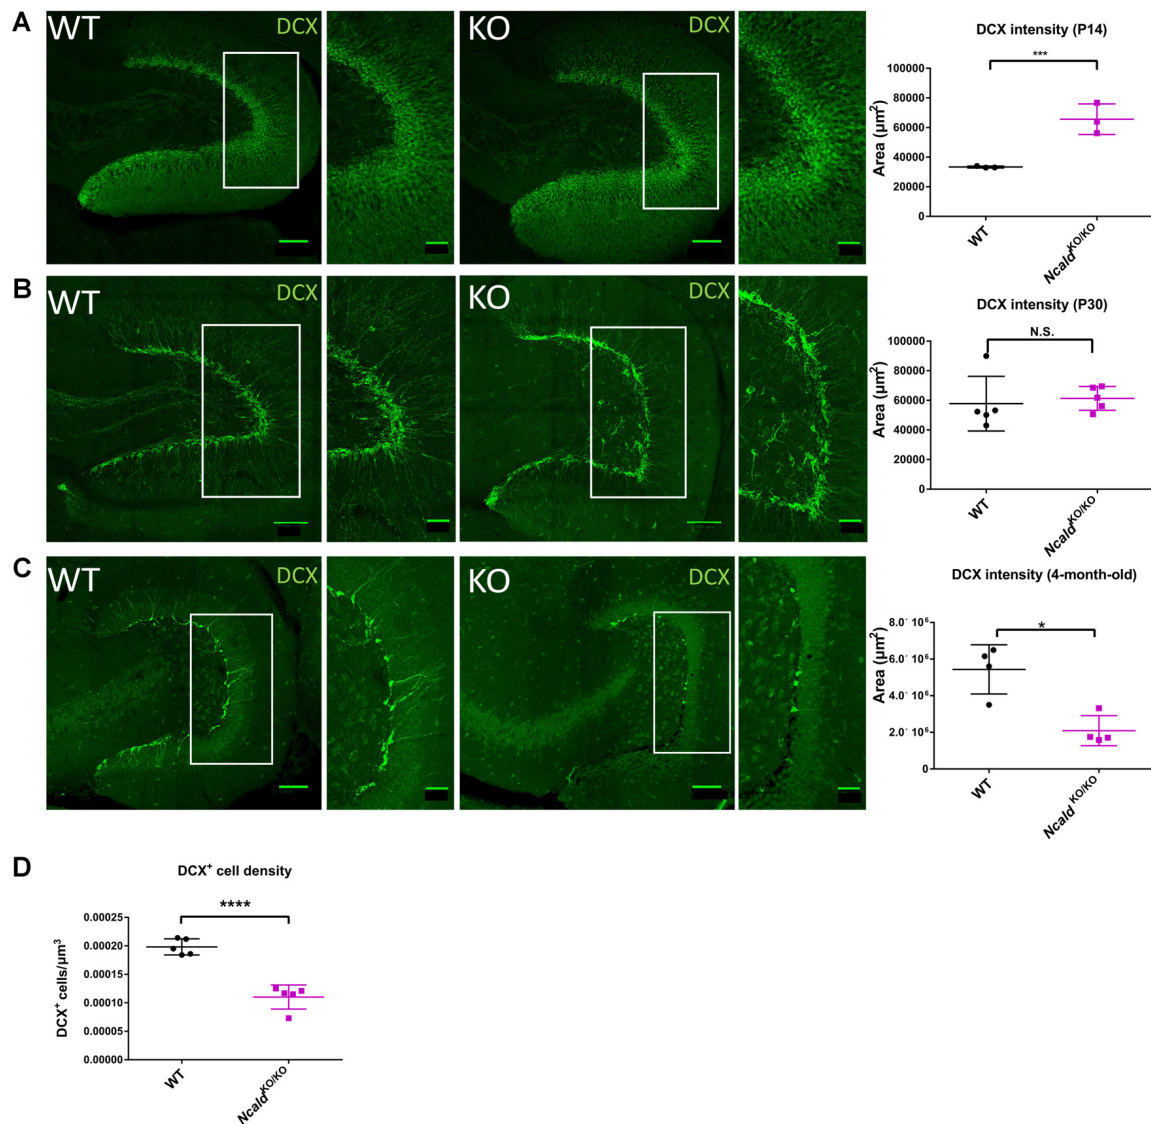 A
WT
DCX
KO
DCX
DCX intensity (P14)
***
100000
80000
60000
40000
20000
0
Area (µm²)
WT
Ncald KO/KO
B
WT
DCX
KO
DCX
DCX intensity (P30)
N.S.
100000
80000
60000
40000
20000
0
Area (µm²)
WT
Ncald KO/KO
C
WT
DCX
KO
DCX
DCX intensity (4-month-old)
*
8.0· 10⁶
6.0· 10⁶
4.0· 10⁶
2.0· 10⁶
0
Area (µm²)
WT
Ncald KO/KO
D
DCX⁺ cell density
****
0.00025
0.00020
0.00015
0.00010
0.00005
0.00000
DCX⁺ cells/µm³
WT
Ncald KO/KO